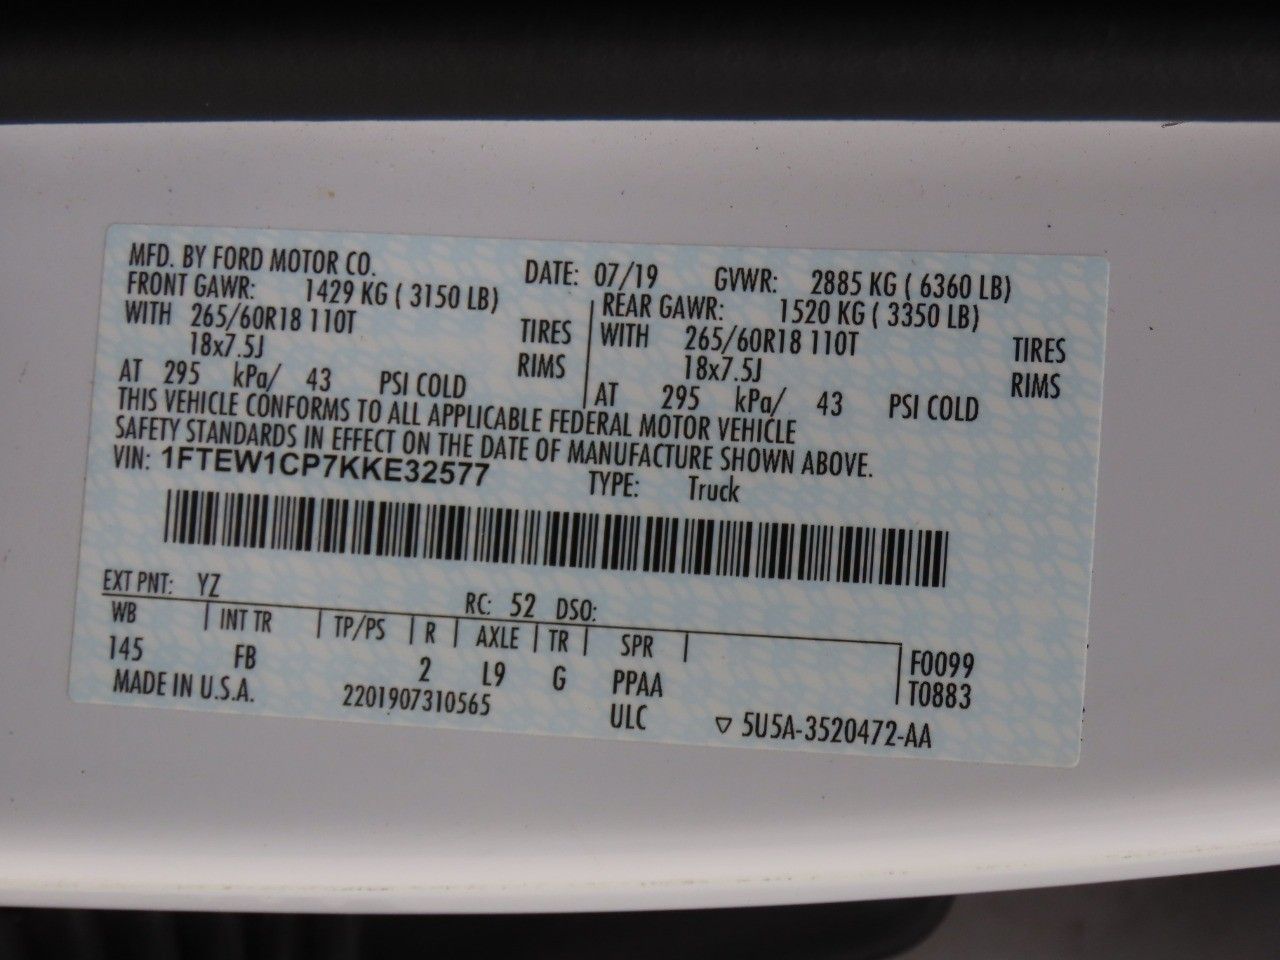 MFD. BY FORD MOTOR CO. DATE: 07/19 GVWR: 2885 KG ( 6360 LB)
FRONT GAWR: 1429 KG ( 3150 LB) REAR GAWR: 1520 KG ( 3350 LB)
WITH 265/60R18 110T TIRES WITH 265/60R18 110T TIRES
18x7.5J RIMS 18x7.5J RIMS
AT 295 kPa/ 43 PSI COLD AT 295 kPa/ 43 PSI COLD
THIS VEHICLE CONFORMS TO ALL APPLICABLE FEDERAL MOTOR VEHICLE
SAFETY STANDARDS IN EFFECT ON THE DATE OF MANUFACTURE SHOWN ABOVE.
VIN: 1FTEW1CP7KKE32577 TYPE: Truck
EXT PNT: YZ RC: 52 DSO:
WB INT TR TP/PS R AXLE TR SPR F0099
145 FB 2 L9 G PPAA T0883
MADE IN U.S.A. 2201907310565 ULC ▽ 5U5A-3520472-AA